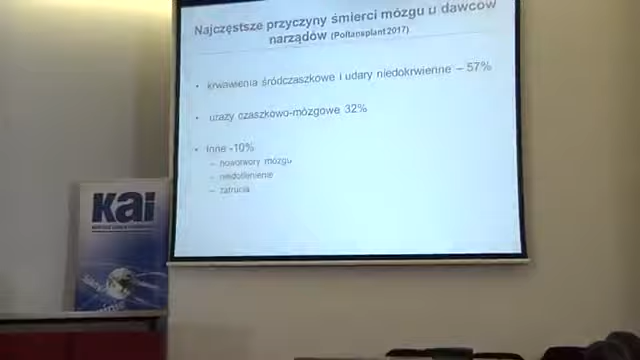 Najczęstsze przyczyny śmierci mózgu u dawców
narządów (Poltansplant 2017)
• krwawienia śródczaszkowe i udary niedokrwienne – 57%
• urazy czaszkowo-mózgowe 32%
• Inne -10%
– nowotwory mózgu
– niedotlenienie
– zatrucia
kai